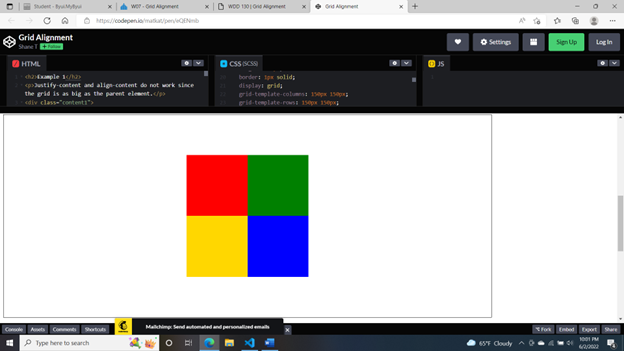 Student - Byui.MyByui
W07 - Grid Alignment
WDD 130 | Grid Alignment
Grid Alignment
https://codepen.io/matkat/pen/
Grid Alignment
Shane T
+ Follow
Settings
Sign Up
Log In
HTML
CSS (SCSS)
JS
<h2>Example 1</h2>
<p>Justify-content and align-content do not work since
the grid is as big as the parent element.</p>
<div class="content1">
border: 1px solid;
display: grid;
grid-template-columns: 150px 150px;
grid-template-rows: 150px 150px;
Console
Assets
Comments
Shortcuts
Mailchimp: Send automated and personalized emails
Fork
Embed
Export
Share
Type here to search
65°F Cloudy
10:01 PM
6/2/2022